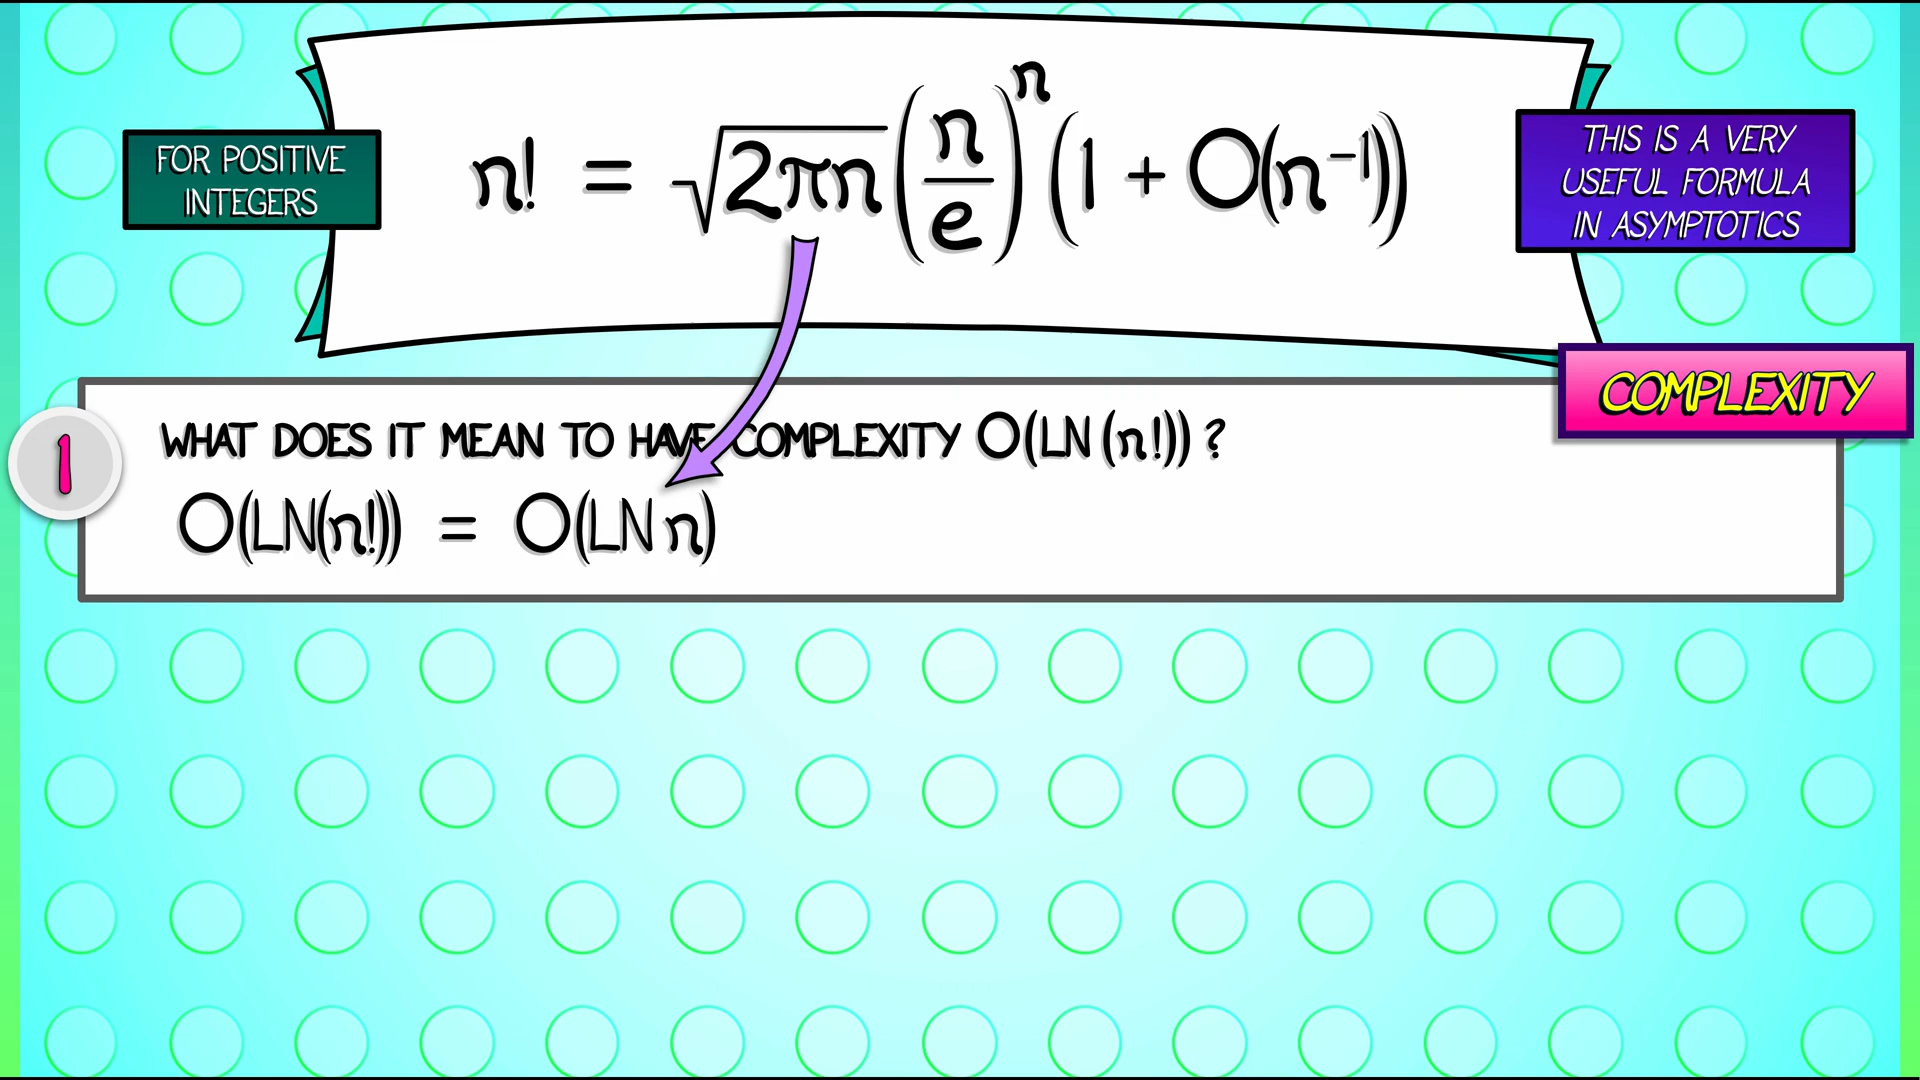 FOR POSITIVE
INTEGERS
n! = √2πn (n/e)ⁿ (1 + O(n⁻¹))
THIS IS A VERY
USEFUL FORMULA
IN ASYMPTOTICS
COMPLEXITY
1
WHAT DOES IT MEAN TO HAVE COMPLEXITY O(LN (n!)) ?
O(LN(n!)) = O(LN n)